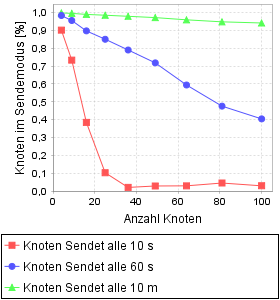 Knoten im Sendemodus [%]
1,0
0,9
0,8
0,7
0,6
0,5
0,4
0,3
0,2
0,1
0,0
0 20 40 60 80 100
Anzahl Knoten
Knoten Sendet alle 10 s
Knoten Sendet alle 60 s
Knoten Sendet alle 10 m